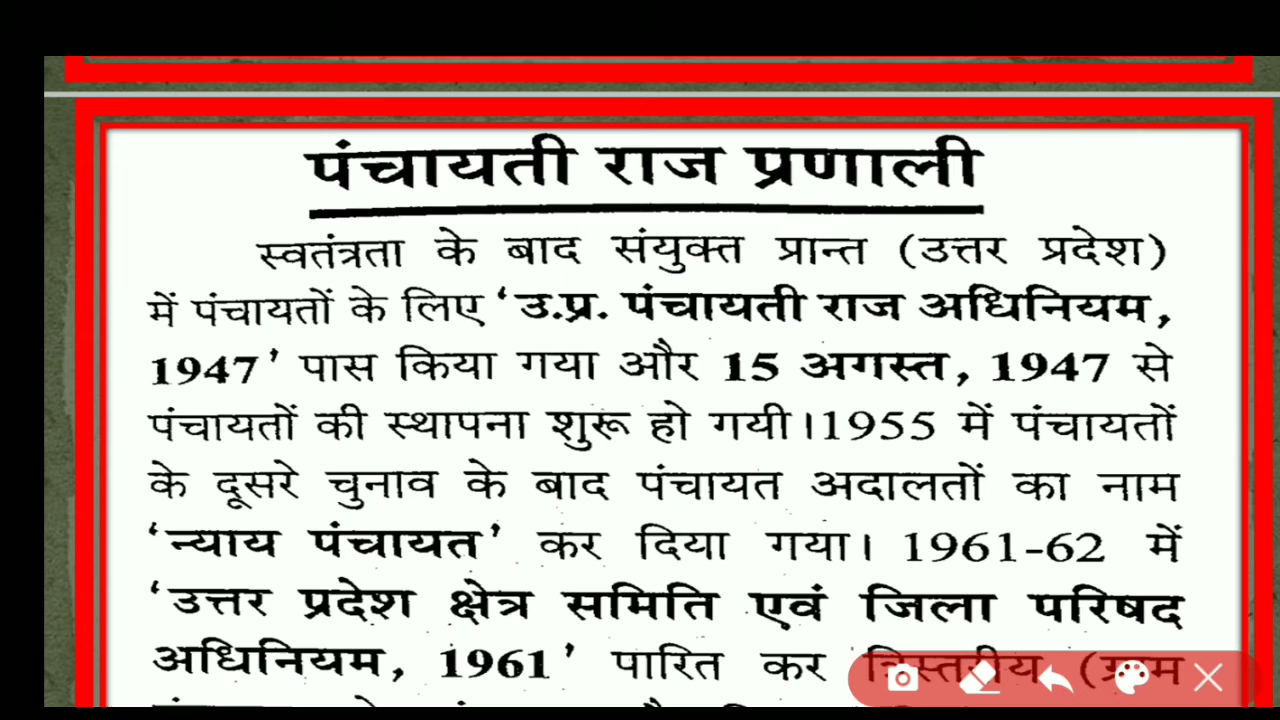 पंचायती राज प्रणाली
स्वतंत्रता के बाद संयुक्त प्रान्त (उत्तर प्रदेश)
में पंचायतों के लिए ‘उ.प्र. पंचायती राज अधिनियम,
1947’ पास किया गया और 15 अगस्त, 1947 से
पंचायतों की स्थापना शुरू हो गयी।1955 में पंचायतों
के दूसरे चुनाव के बाद पंचायत अदालतों का नाम
‘न्याय पंचायत’ कर दिया गया। 1961-62 में
‘उत्तर प्रदेश क्षेत्र समिति एवं जिला परिषद
अधिनियम, 1961’ पारित कर त्रिस्तरीय (ग्राम